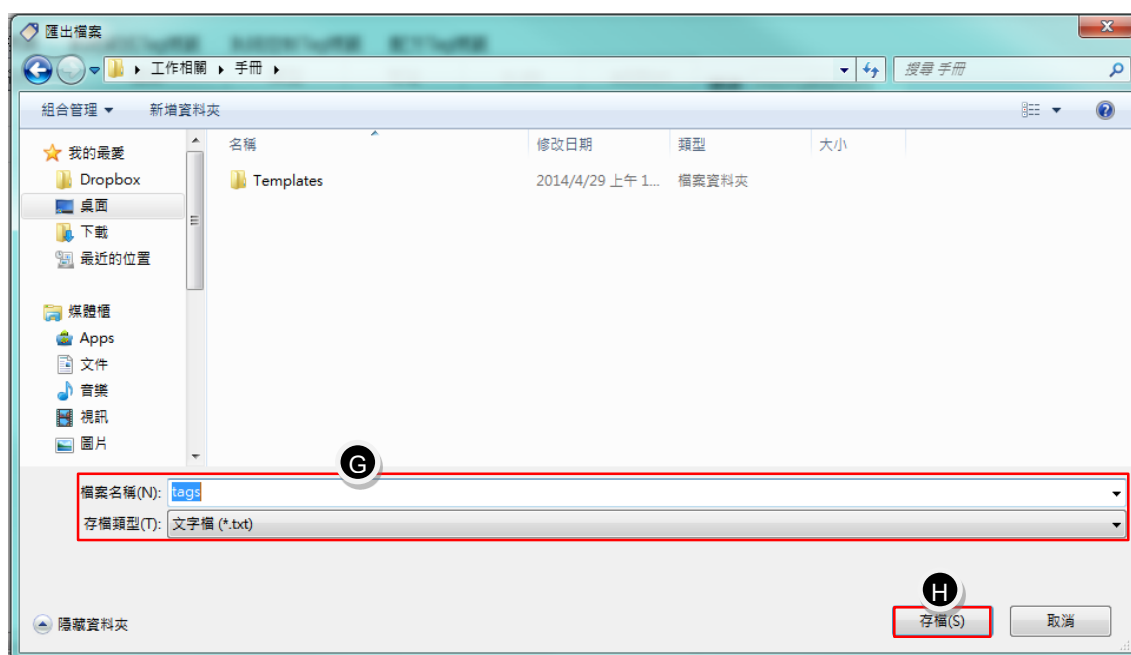 匯出檔案
工作相關 手冊 搜尋 手冊
組合管理 新增資料夾
我的最愛
Dropbox
桌面
下載
最近的位置
媒體櫃
Apps
文件
音樂
視訊
圖片
名稱 修改日期 類型 大小
Templates 2014/4/29 上午 1... 檔案資料夾
G
檔案名稱(N): tags
存檔類型(T): 文字檔 (*.txt)
H
隱藏資料夾 存檔(S) 取消